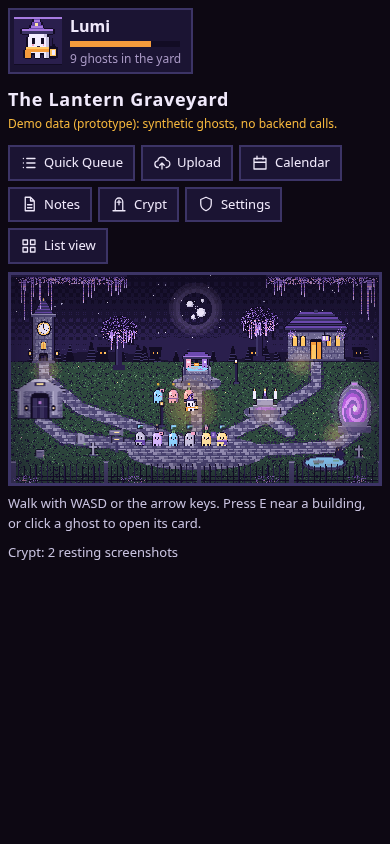 Lumi
9 ghosts in the yard
The Lantern Graveyard
Demo data (prototype): synthetic ghosts, no backend calls.
Quick Queue
Upload
Calendar
Notes
Crypt
Settings
List view
Walk with WASD or the arrow keys. Press E near a building,
or click a ghost to open its card.
Crypt: 2 resting screenshots